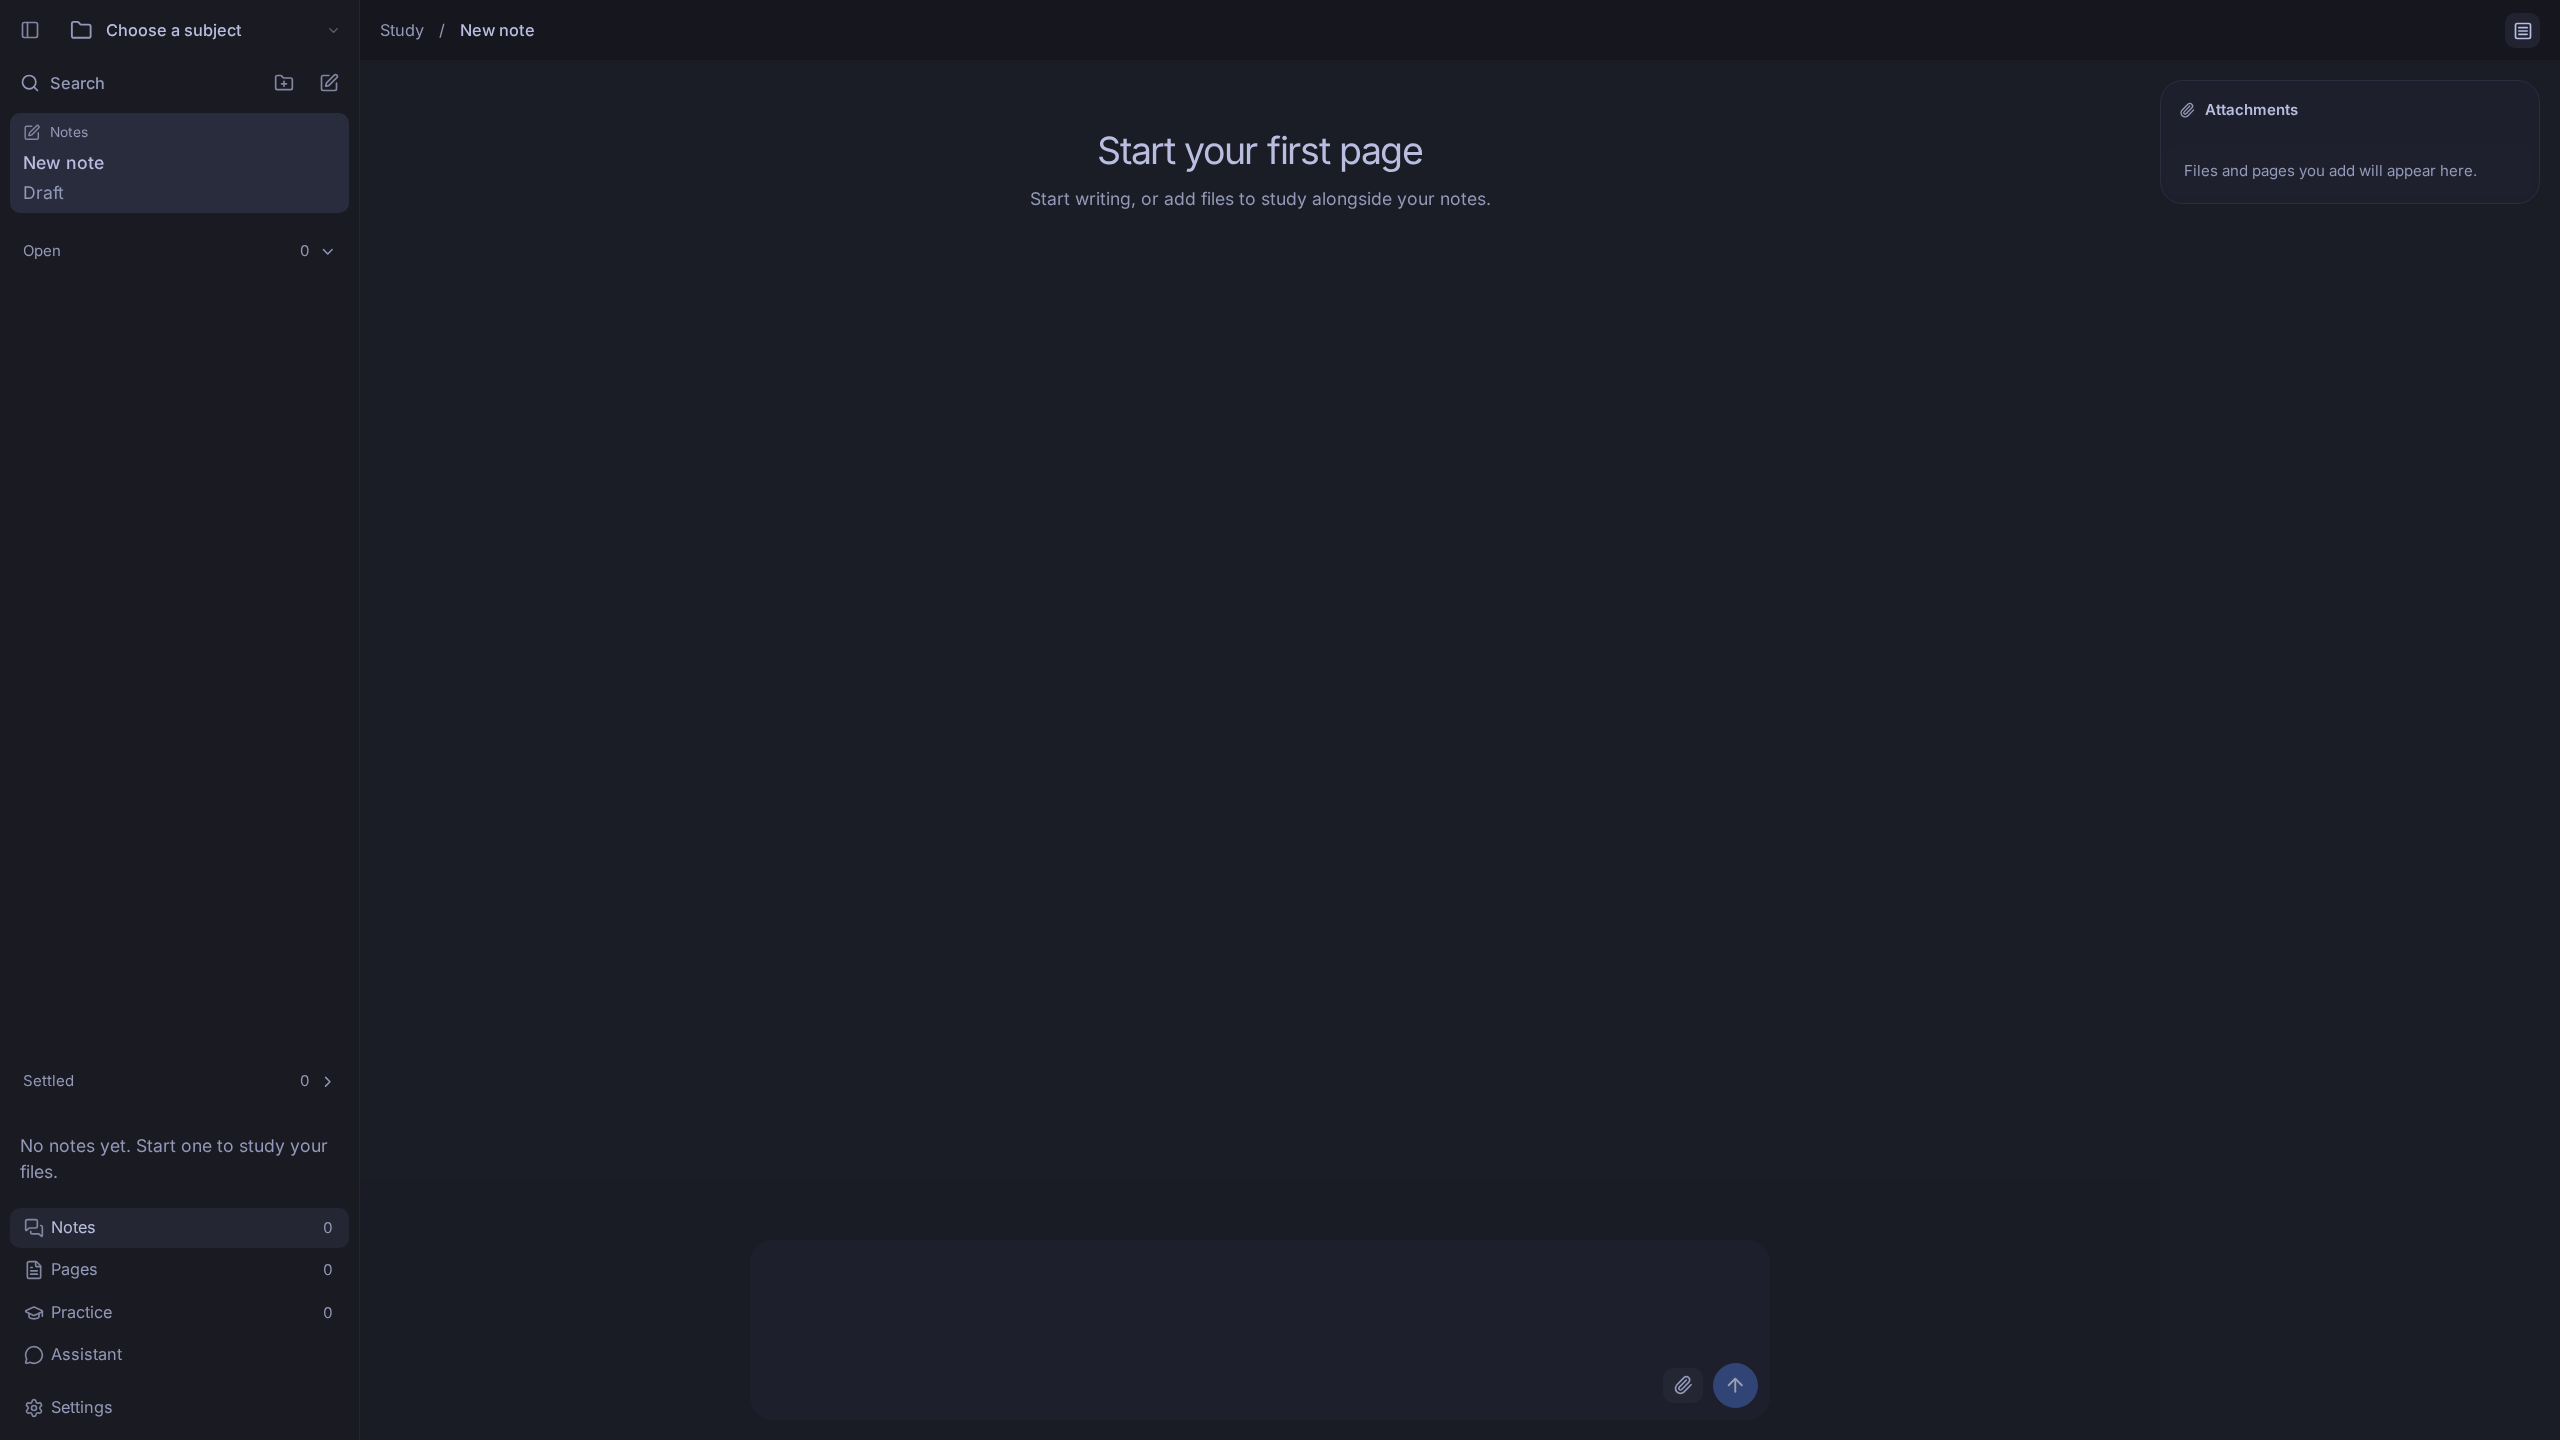 Choose a subject
Study / New note
Search
Notes
New note
Draft
Open 0
Start your first page
Start writing, or add files to study alongside your notes.
Attachments
Files and pages you add will appear here.
Settled 0
No notes yet. Start one to study your
files.
Notes 0
Pages 0
Practice 0
Assistant
Settings